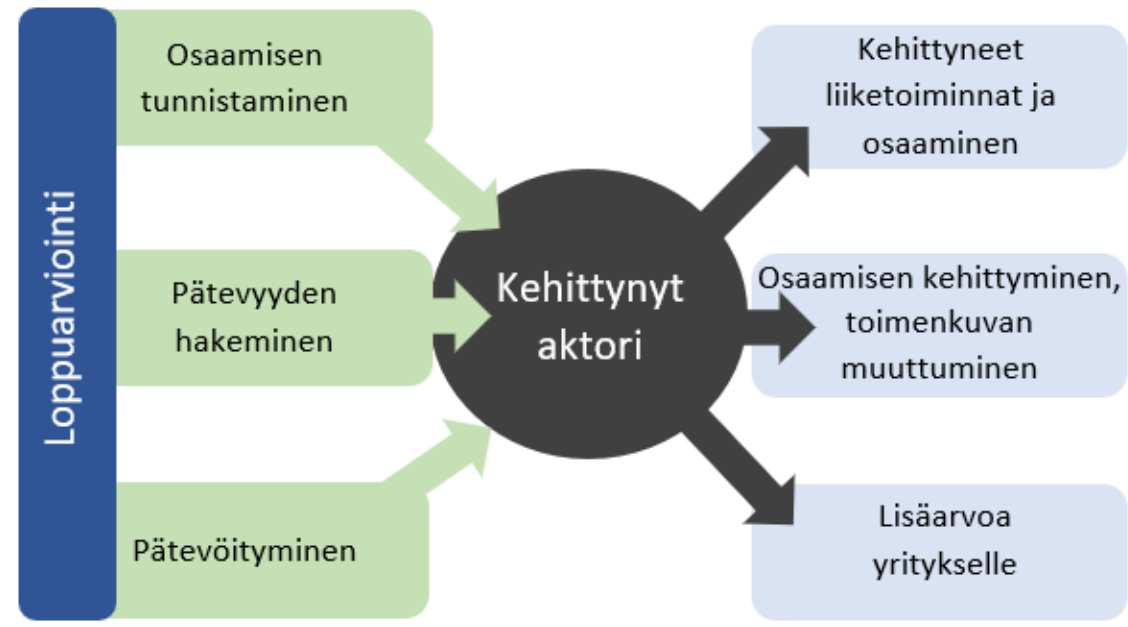 Loppuarviointi
Osaamisen
tunnistaminen
Pätevyyden
hakeminen
Pätevöityminen
Kehittynyt
aktori
Kehittyneet
liiketoiminnat ja
osaaminen
Osaamisen kehittyminen,
toimenkuvan
muuttuminen
Lisäarvoa
yritykselle